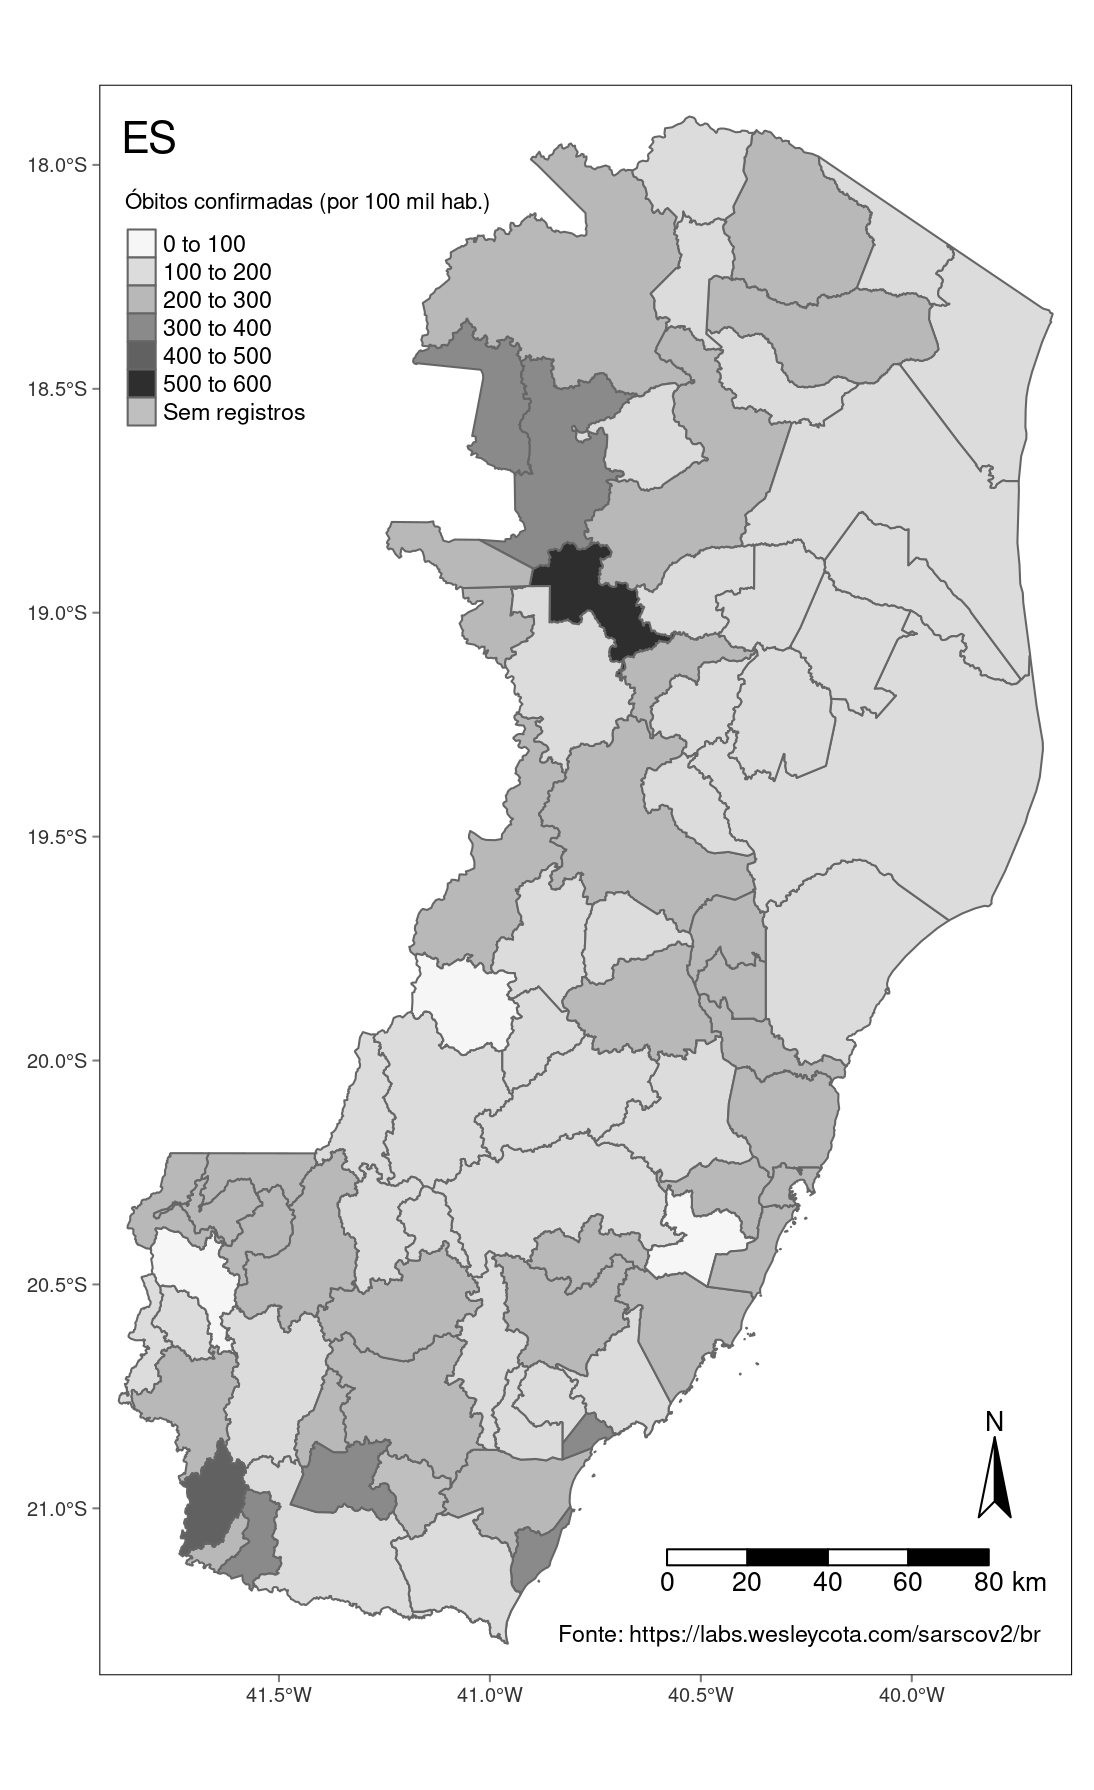 ES
Óbitos confirmadas (por 100 mil hab.)
0 to 100
100 to 200
200 to 300
300 to 400
400 to 500
500 to 600
Sem registros
18.0°S
18.5°S
19.0°S
19.5°S
20.0°S
20.5°S
21.0°S
N
0 20 40 60 80 km
Fonte: https://labs.wesleycota.com/sarscov2/br
41.5°W 41.0°W 40.5°W 40.0°W